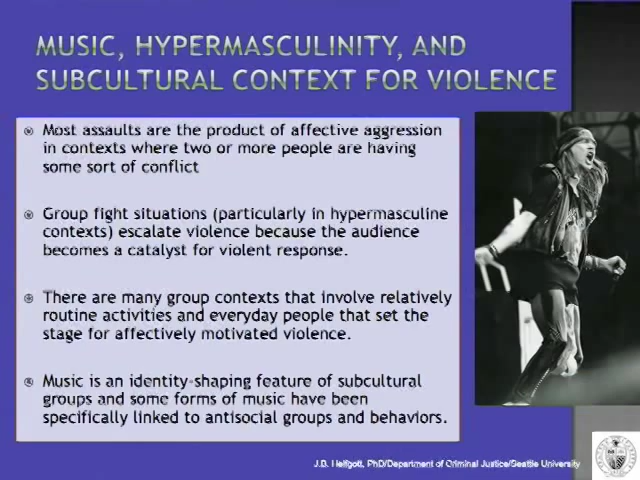 MUSIC, HYPERMASCULINITY, AND
SUBCULTURAL CONTEXT FOR VIOLENCE
Most assaults are the product of affective aggression
in contexts where two or more people are having
some sort of conflict
Group fight situations (particularly in hypermasculine
contexts) escalate violence because the audience
becomes a catalyst for violent response.
There are many group contexts that involve relatively
routine activities and everyday people that set the
stage for affectively motivated violence.
Music is an identity-shaping feature of subcultural
groups and some forms of music have been
specifically linked to antisocial groups and behaviors.
J.B. Helfgott, PhD/Department of Criminal Justice/Seattle University